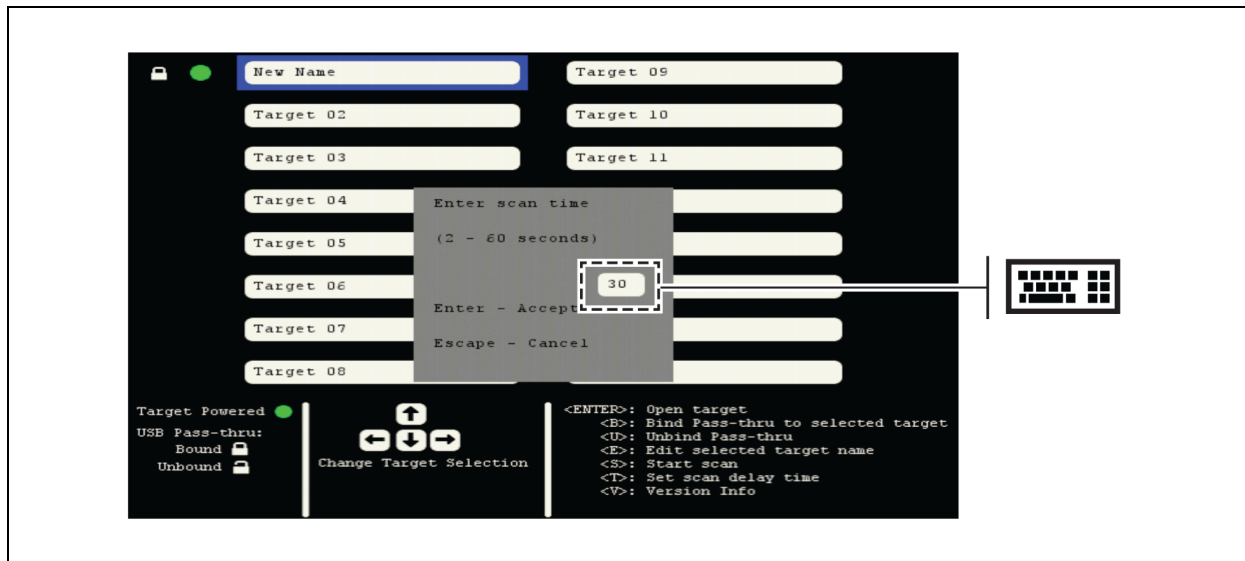 New Name
Target 09
Target 02
Target 10
Target 03
Target 11
Target 04
Target 05
Target 06
Target 07
Target 08
Enter scan time
(2 - 60 seconds)
30
Enter - Accept
Escape - Cancel
Target Powered
USB Pass-thru:
Bound
Unbound
Change Target Selection
<ENTER>: Open target
<B>: Bind Pass-thru to selected target
<U>: Unbind Pass-thru
<E>: Edit selected target name
<S>: Start scan
<T>: Set scan delay time
<V>: Version Info